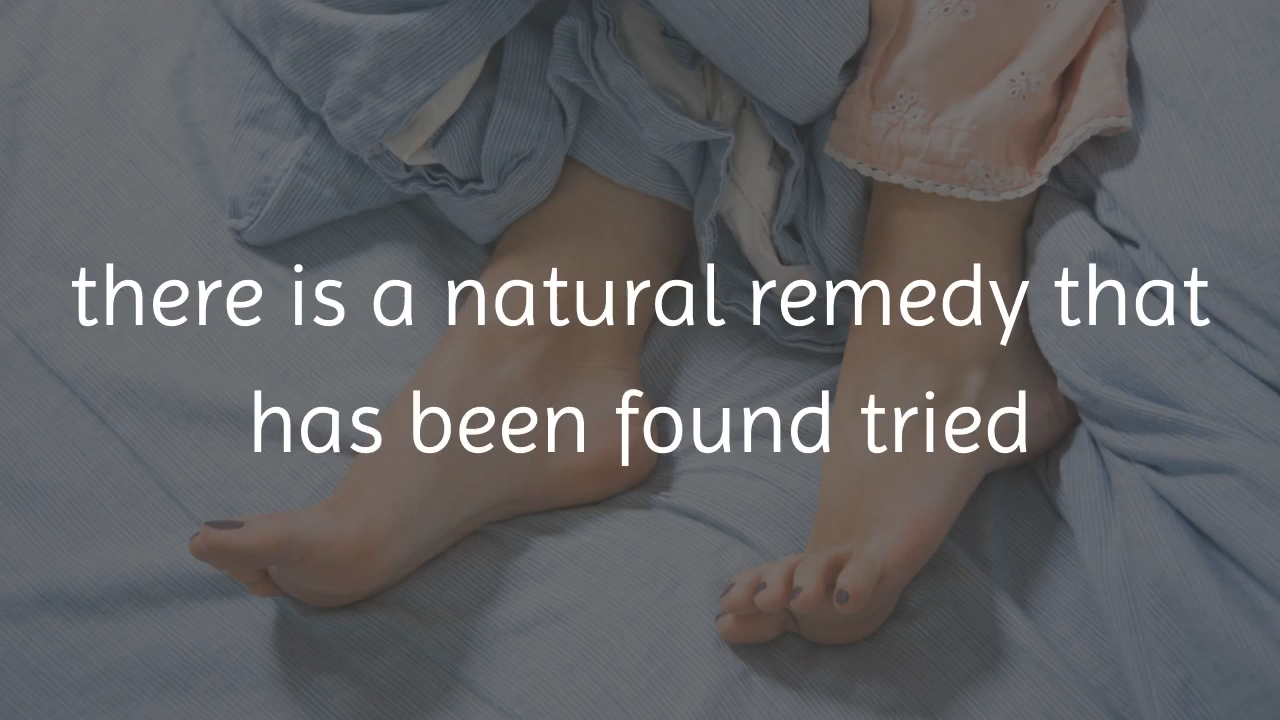 there is a natural remedy that
has been found tried